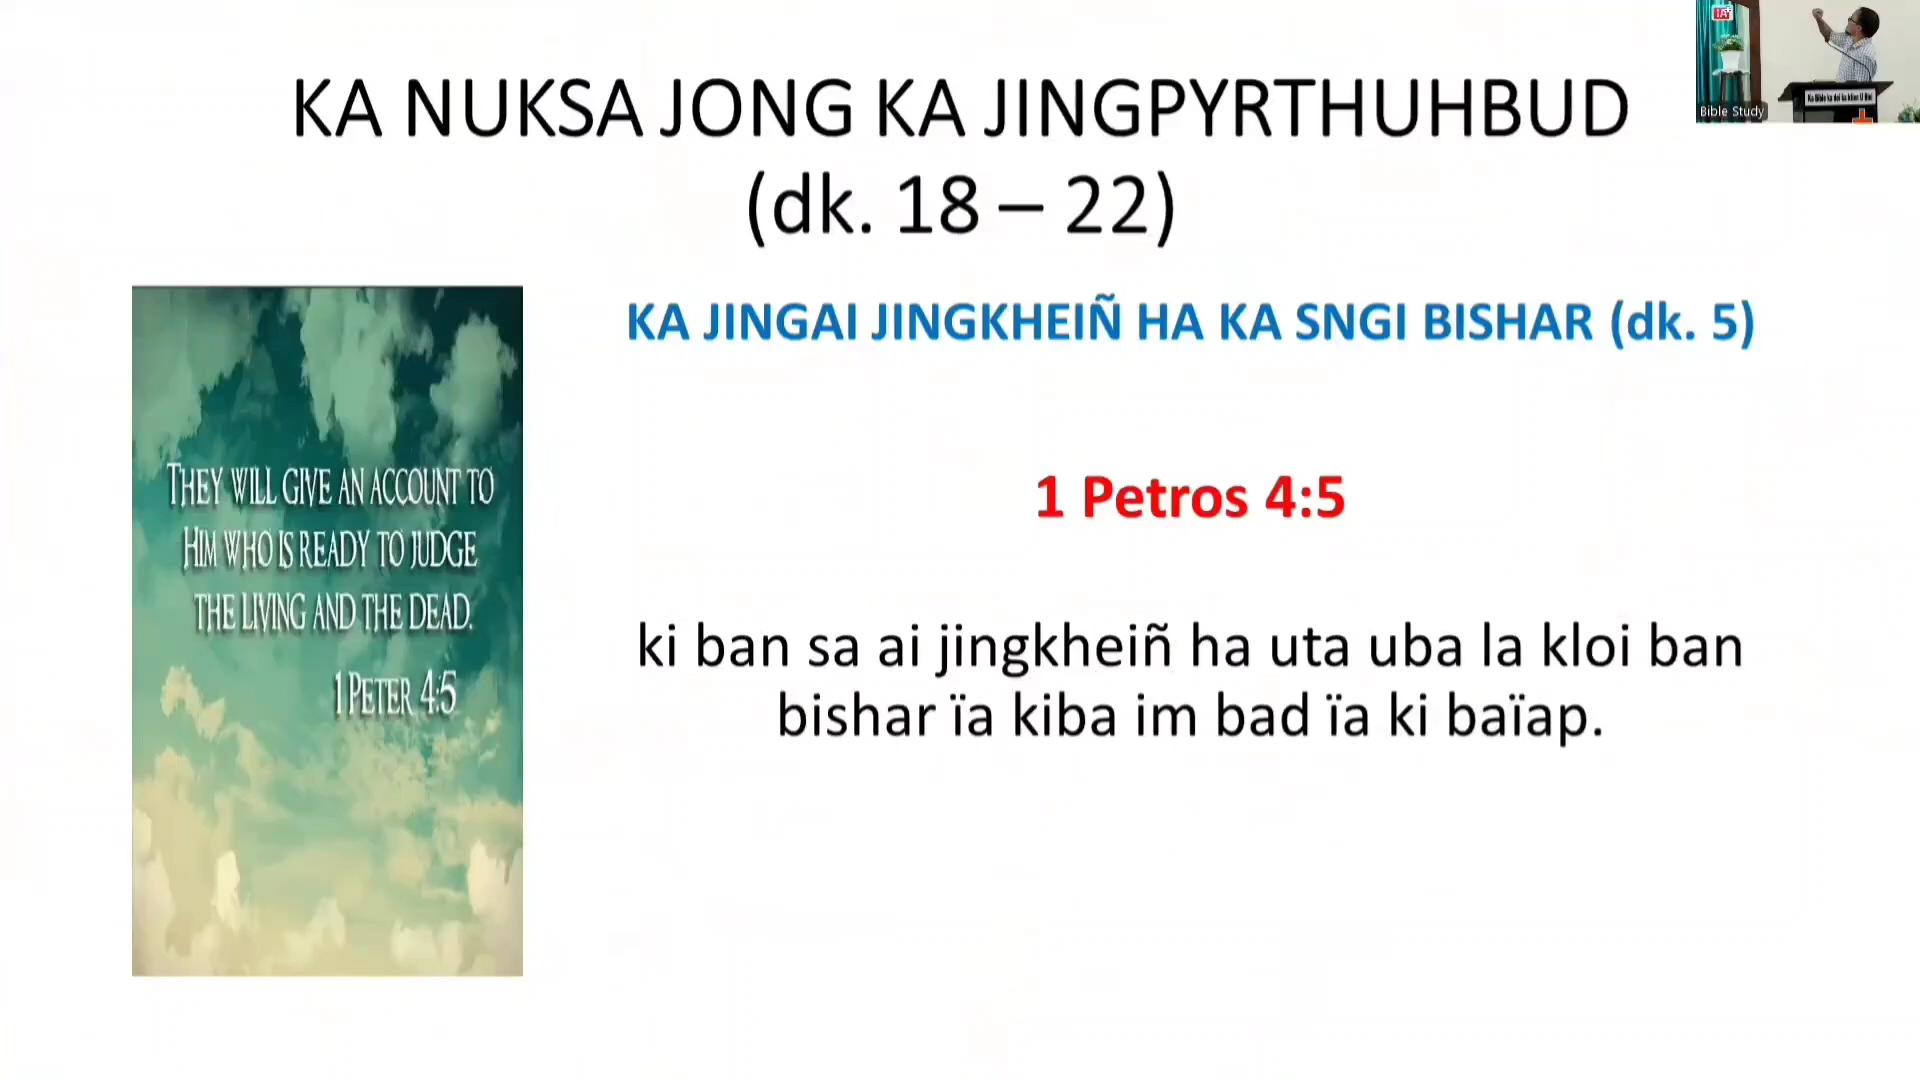 KA NUKSA JONG KA JINGPYRTHUHBUD
(dk. 18 – 22)
KA JINGAI JINGKHEIÑ HA KA SNGI BISHAR (dk. 5)
1 Petros 4:5
ki ban sa ai jingkheiñ ha uta uba la kloi ban
bishar ïa kiba im bad ïa ki baïap.
THEY WILL GIVE AN ACCOUNT TO
HIM WHO IS READY TO JUDGE
THE LIVING AND THE DEAD.
1 PETER 4:5
Bible Study